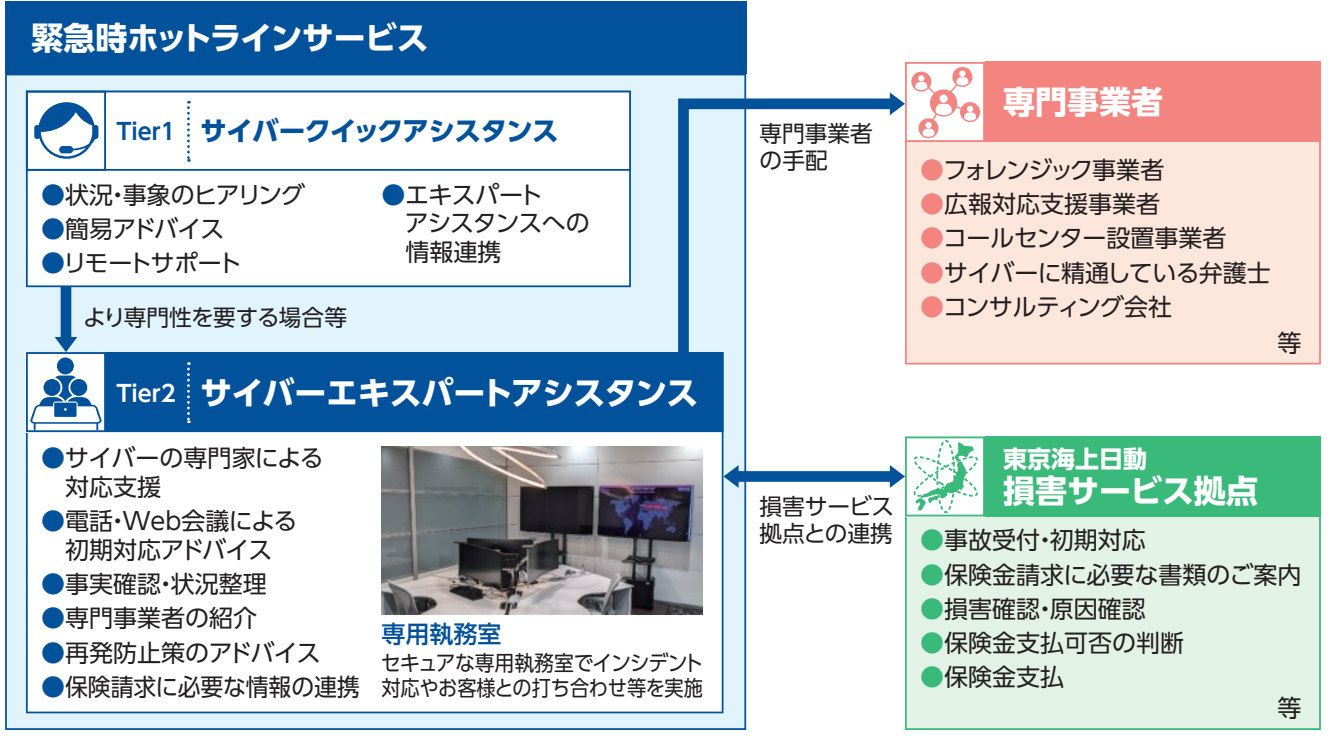 緊急時ホットラインサービス
Tier1 サイバークイックアシスタンス
●状況・事象のヒアリング
●簡易アドバイス
●リモートサポート
●エキスパート
アシスタンスへの
情報連携
より専門性を要する場合等
Tier2 サイバーエキスパートアシスタンス
●サイバーの専門家による
対応支援
●電話・Web会議による
初期対応アドバイス
●事実確認・状況整理
●専門事業者の紹介
●再発防止策のアドバイス
●保険請求に必要な情報の連携
専用執務室
セキュアな専用執務室でインシデント
対応やお客様との打ち合わせ等を実施
専門事業者
の手配
専門事業者
●フォレンジック事業者
●広報対応支援事業者
●コールセンター設置事業者
●サイバーに精通している弁護士
●コンサルティング会社
等
損害サービス
拠点との連携
東京海上日動
損害サービス拠点
●事故受付・初期対応
●保険金請求に必要な書類のご案内
●損害確認・原因確認
●保険金支払可否の判断
●保険金支払
等